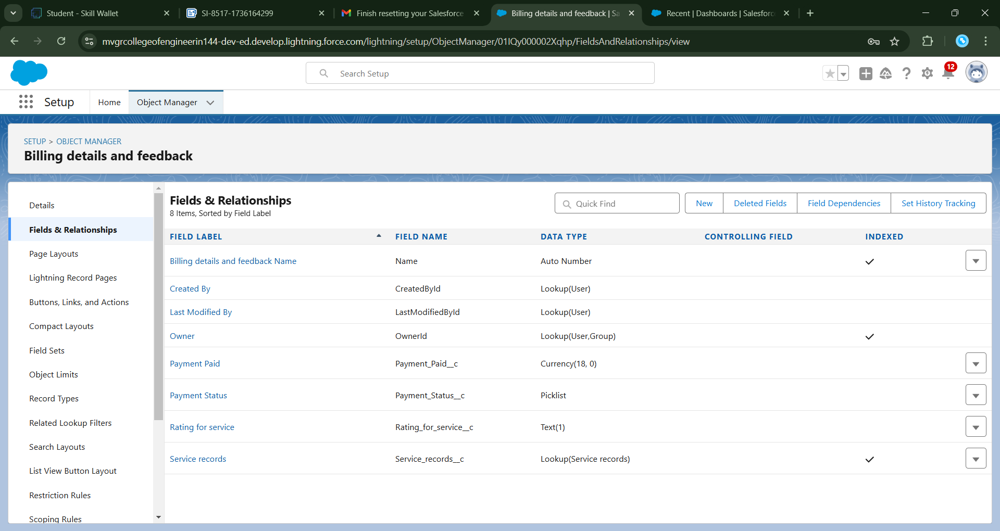 Student - Skill Wallet
SI-8517-1736164299
Finish resetting your Salesforce
Billing details and feedback | Sa
Recent | Dashboards | Salesforc
mvgrcollegeofengineerin144-dev-ed.develop.lightning.force.com/lightning/setup/ObjectManager/01IQy000002Xqhp/FieldsAndRelationships/view
Search Setup
12
Setup
Home
Object Manager
SETUP > OBJECT MANAGER
Billing details and feedback
Details
Fields & Relationships
Page Layouts
Lightning Record Pages
Buttons, Links, and Actions
Compact Layouts
Field Sets
Object Limits
Record Types
Related Lookup Filters
Search Layouts
List View Button Layout
Restriction Rules
Scoping Rules
Fields & Relationships
8 Items, Sorted by Field Label
Quick Find
New
Deleted Fields
Field Dependencies
Set History Tracking
FIELD LABEL FIELD NAME DATA TYPE CONTROLLING FIELD INDEXED
Billing details and feedback Name Name Auto Number
Created By CreatedById Lookup(User)
Last Modified By LastModifiedById Lookup(User)
Owner OwnerId Lookup(User,Group)
Payment Paid Payment_Paid__c Currency(18, 0)
Payment Status Payment_Status__c Picklist
Rating for service Rating_for_service__c Text(1)
Service records Service_records__c Lookup(Service records)